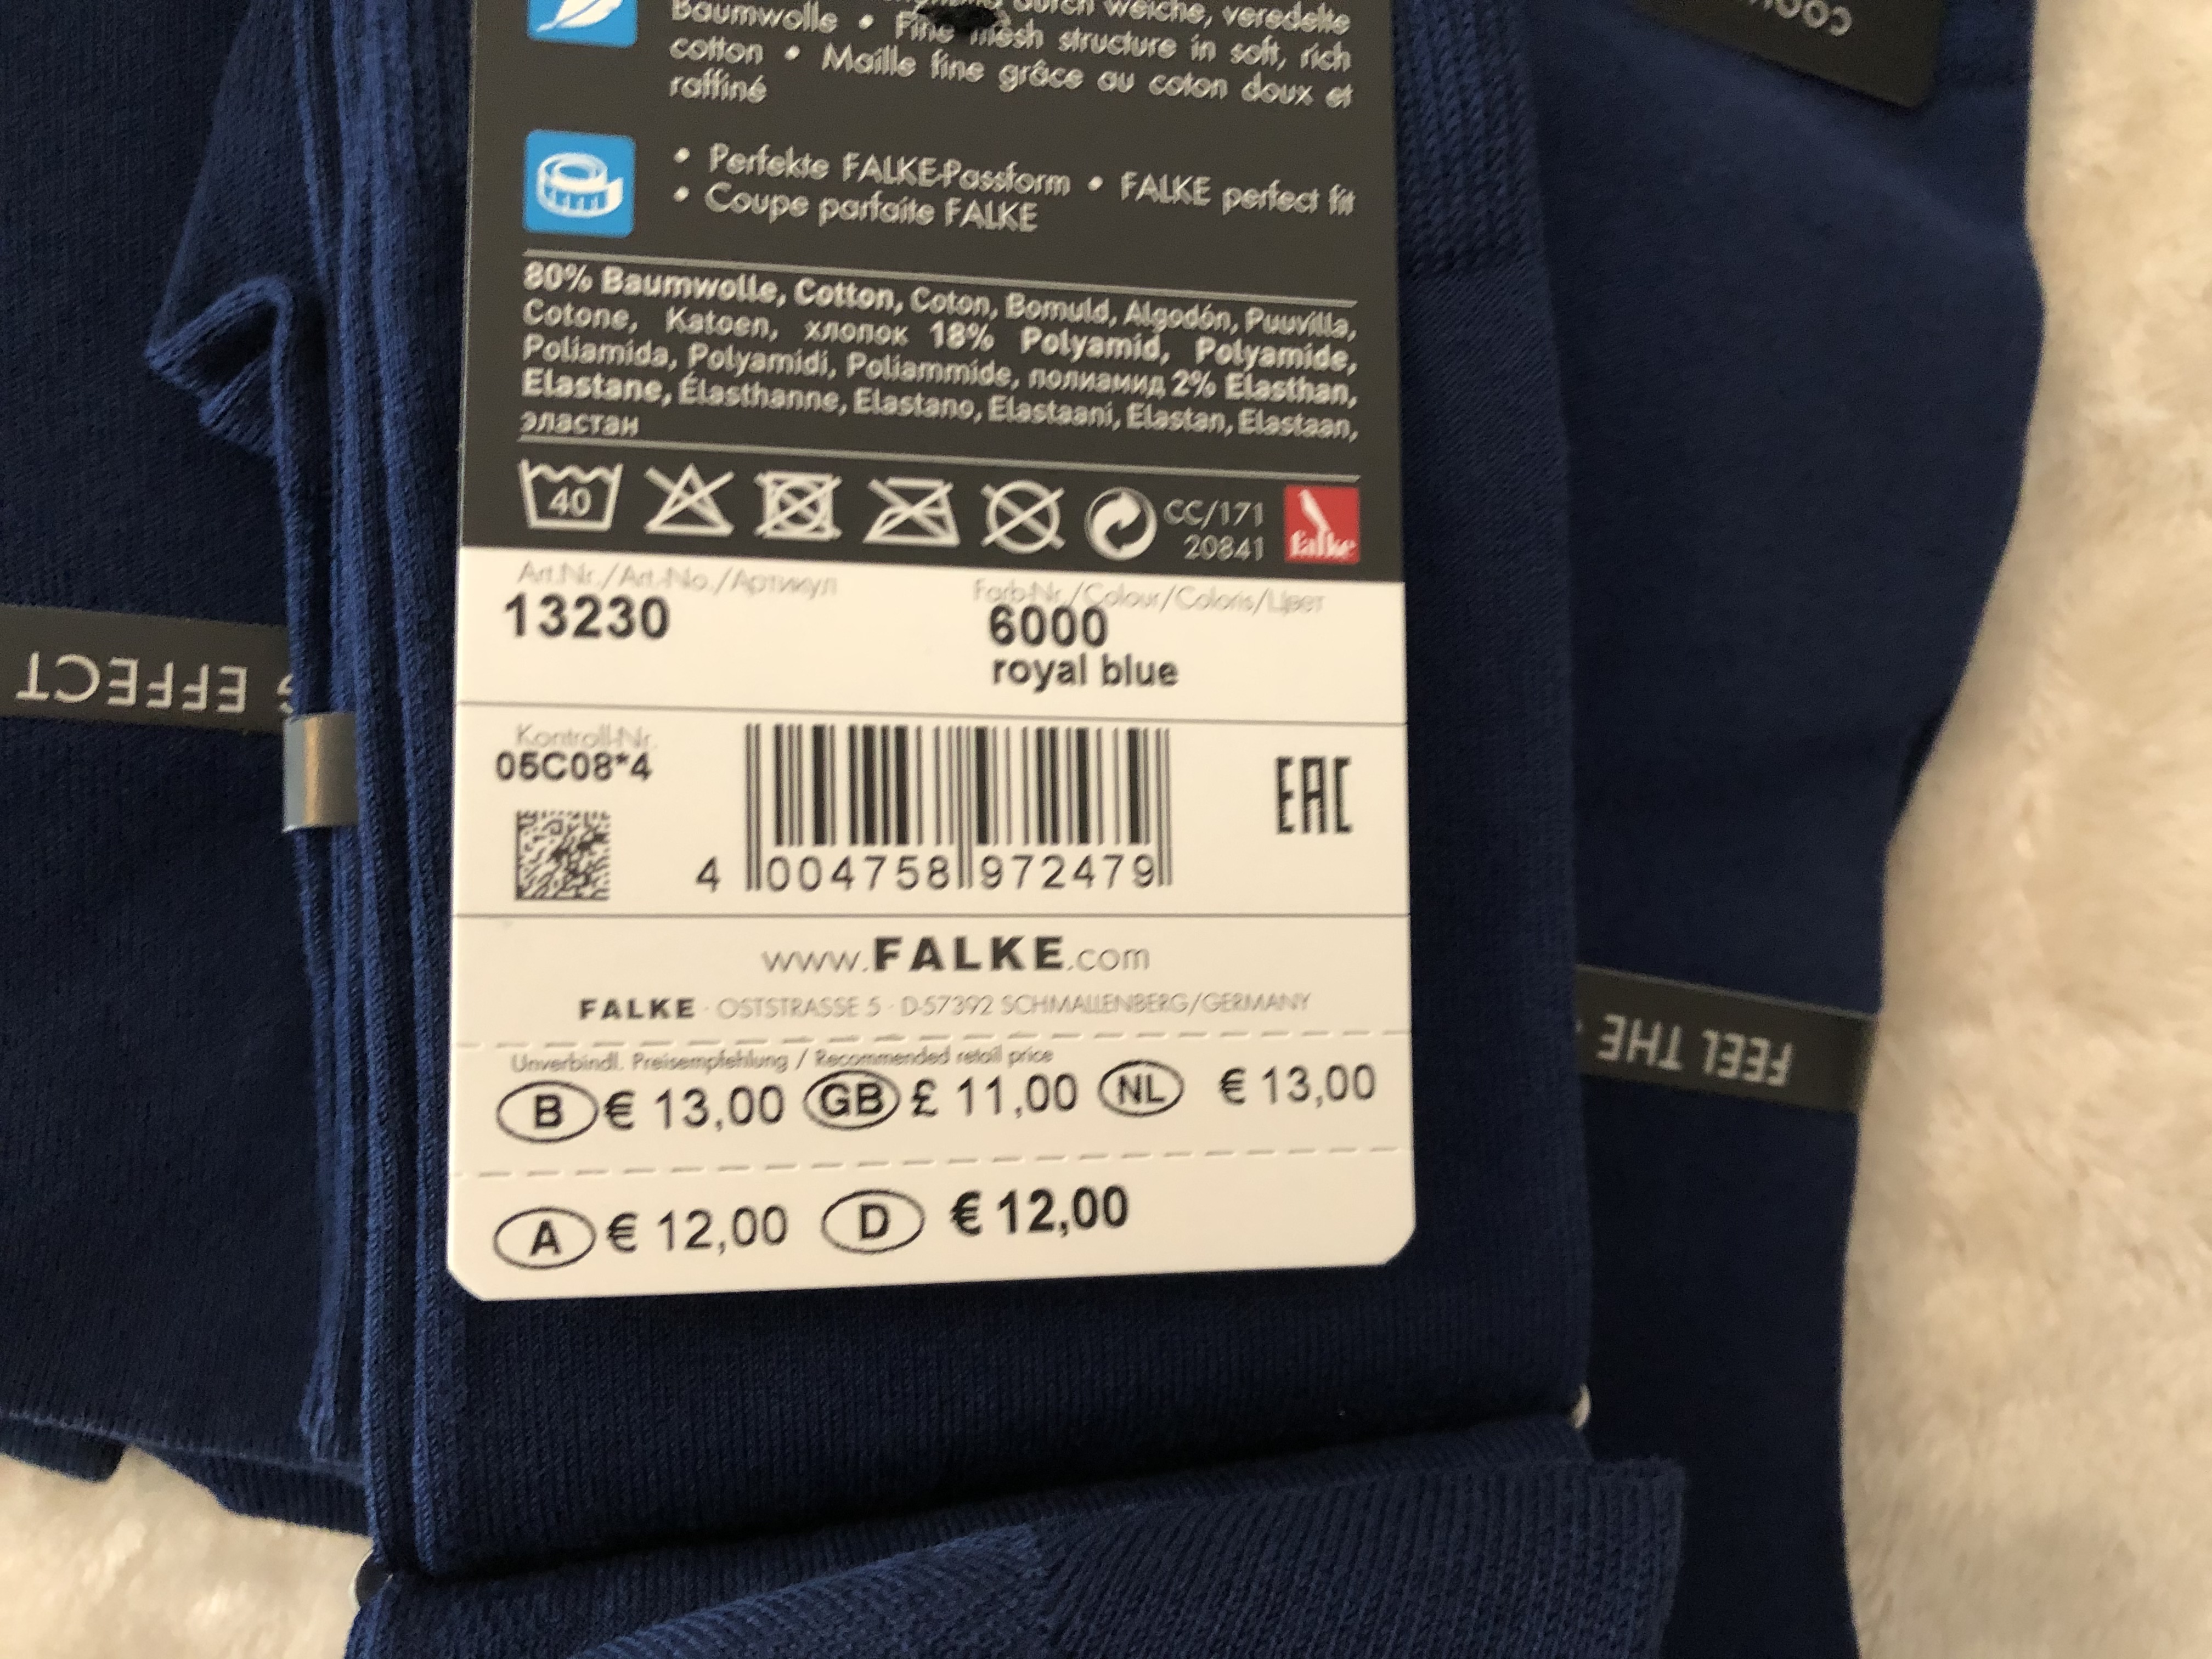 durch weiche, veredelte
Baumwolle • Fine mesh structure in soft, rich
cotton • Maille fine grâce au coton doux et
raffiné
• Perfekte FALKE-Passform • FALKE perfect fit
• Coupe parfaite FALKE
80% Baumwolle, Cotton, Coton, Bomuld, Algodón, Puuvilla,
Cotone, Katoen, хлопок 18% Polyamid, Polyamide,
Poliamida, Polyamidi, Poliammide, полиамид 2% Elasthan,
Elastane, Élasthanne, Elastano, Elastaani, Elastan, Elastaan,
эластан
40
CC/171
20841
falke
Art.-Nr./Art.-No./Артикул
13230
Farb-Nr./Colour/Coloris/Цвет
6000
royal blue
Kontroll-Nr.
05C08*4
4 004758 972479
EAC
www.FALKE.com
FALKE · OSTSTRASSE 5 · D-57392 SCHMALLENBERG/GERMANY
Unverbindl. Preisempfehlung / Recommended retail price
B € 13,00 GB £ 11,00 NL € 13,00
A € 12,00 D € 12,00
EFFECT
FEEL THE